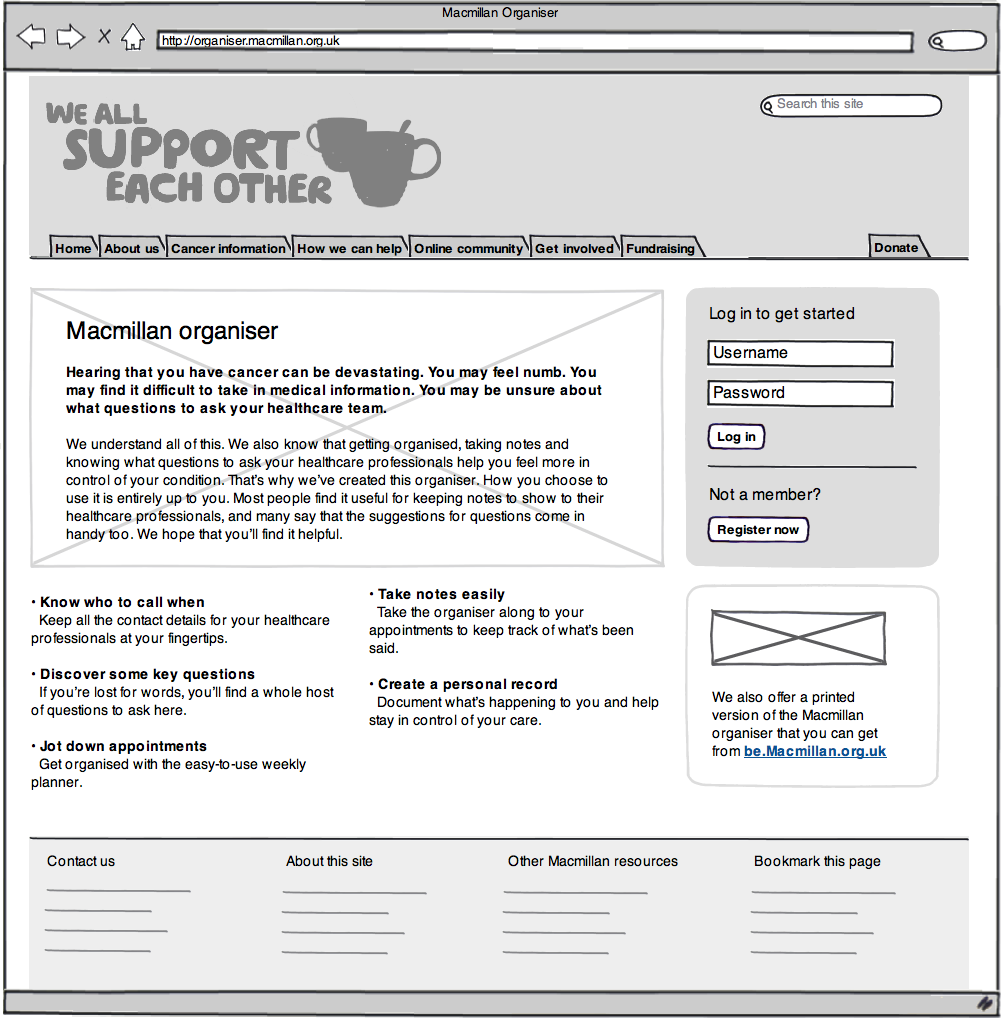 Macmillan Organiser
http://organiser.macmillan.org.uk
WE ALL
SUPPORT
EACH OTHER
Search this site
Home About us Cancer information How we can help Online community Get involved Fundraising Donate
Macmillan organiser
Hearing that you have cancer can be devastating. You may feel numb. You
may find it difficult to take in medical information. You may be unsure about
what questions to ask your healthcare team.
We understand all of this. We also know that getting organised, taking notes and
knowing what questions to ask your healthcare professionals help you feel more in
control of your condition. That's why we've created this organiser. How you choose to
use it is entirely up to you. Most people find it useful for keeping notes to show to their
healthcare professionals, and many say that the suggestions for questions come in
handy too. We hope that you'll find it helpful.
Log in to get started
Username
Password
Log in
Not a member?
Register now
• Know who to call when
Keep all the contact details for your healthcare
professionals at your fingertips.
• Discover some key questions
If you're lost for words, you'll find a whole host
of questions to ask here.
• Jot down appointments
Get organised with the easy-to-use weekly
planner.
• Take notes easily
Take the organiser along to your
appointments to keep track of what's been
said.
• Create a personal record
Document what's happening to you and help
stay in control of your care.
We also offer a printed
version of the Macmillan
organiser that you can get
from be.Macmillan.org.uk
Contact us
About this site
Other Macmillan resources
Bookmark this page